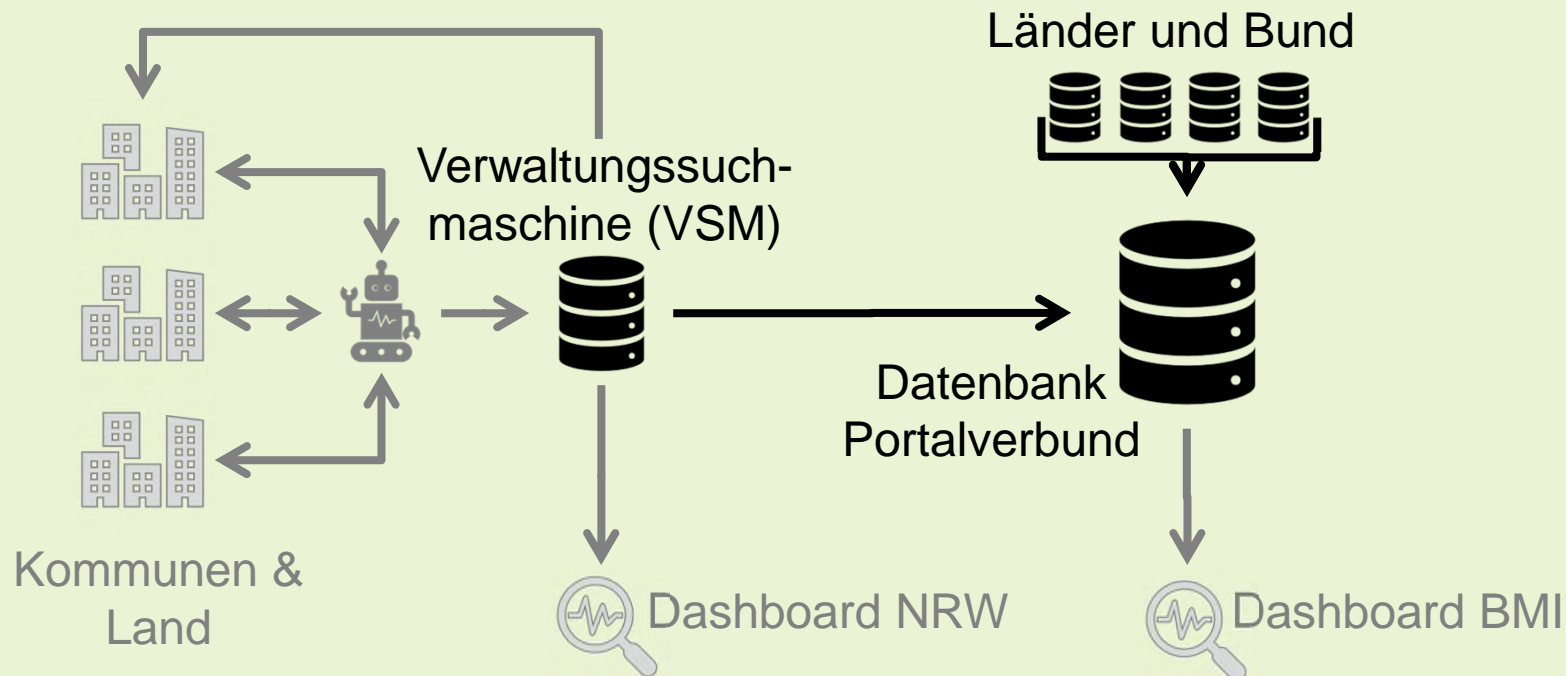 Länder und Bund
Verwaltungssuch-
maschine (VSM)
Datenbank
Portalverbund
Kommunen &
Land
Dashboard NRW
Dashboard BMI